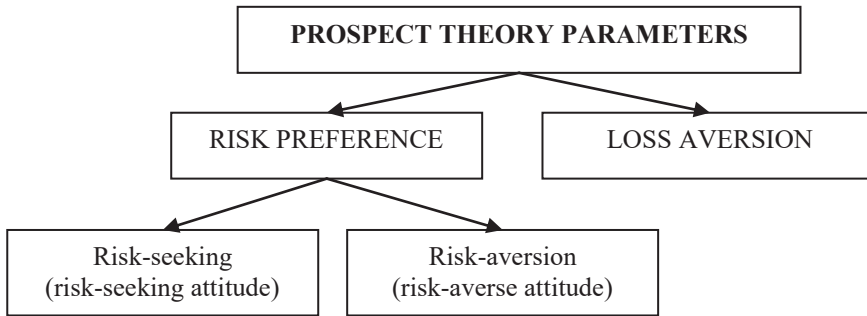 PROSPECT THEORY PARAMETERS
RISK PREFERENCE
LOSS AVERSION
Risk-seeking
(risk-seeking attitude)
Risk-aversion
(risk-averse attitude)